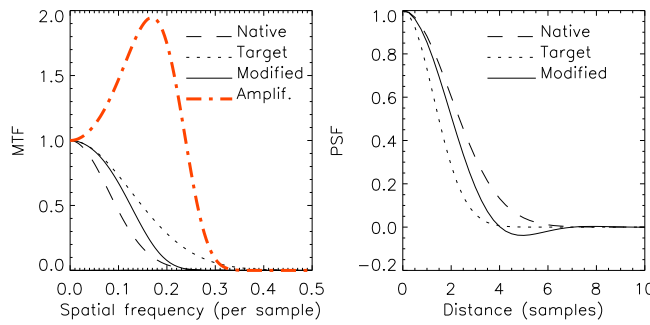 2.0
1.5
1.0
0.5
0.0
MTF
Native
Target
Modified
Amplif.
0.0 0.1 0.2 0.3 0.4 0.5
Spatial frequency (per sample)
1.0
0.8
0.6
0.4
0.2
0.0
−0.2
PSF
Native
Target
Modified
0 2 4 6 8 10
Distance (samples)